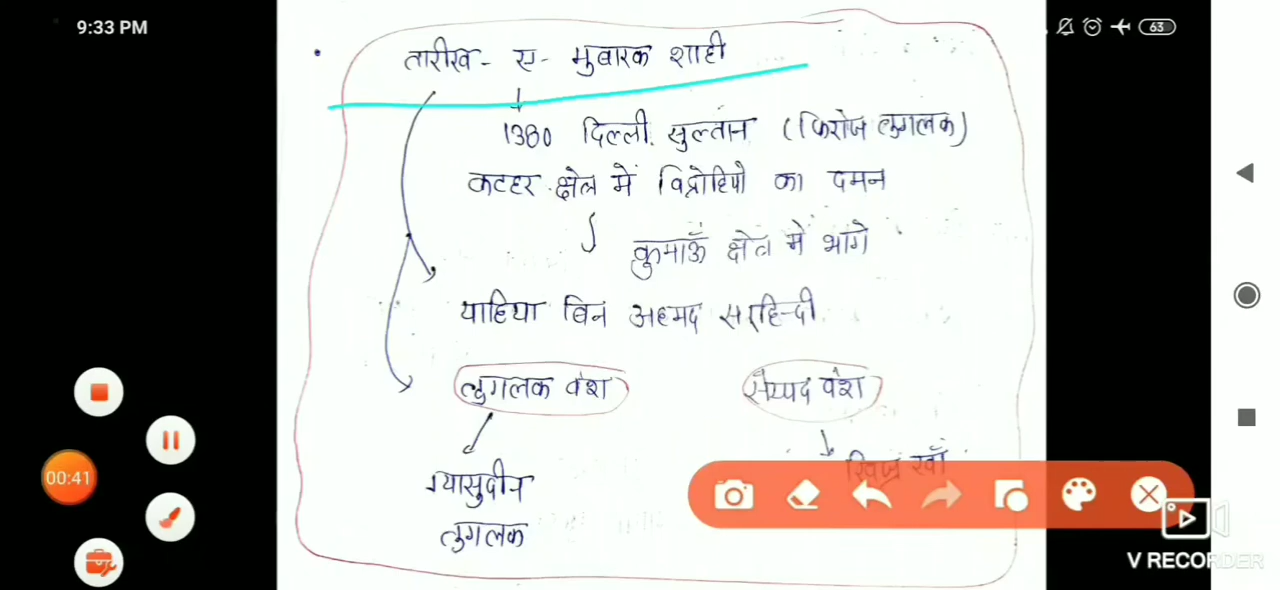 9:33 PM
63
तारीख - ए - मुबारक शाही
1380 दिल्ली सुल्तान (फिरोज तुगलक)
कटहर क्षेत्र में विद्रोहियो का दमन
कुमाऊँ क्षेत्र में भागे
याहिया बिन अहमद सरहिन्दी
तुगलक वंश सैय्यद वंश
खिज्र खाँ
ग्यासुदीन
तुगलक
00:41
V RECORDER